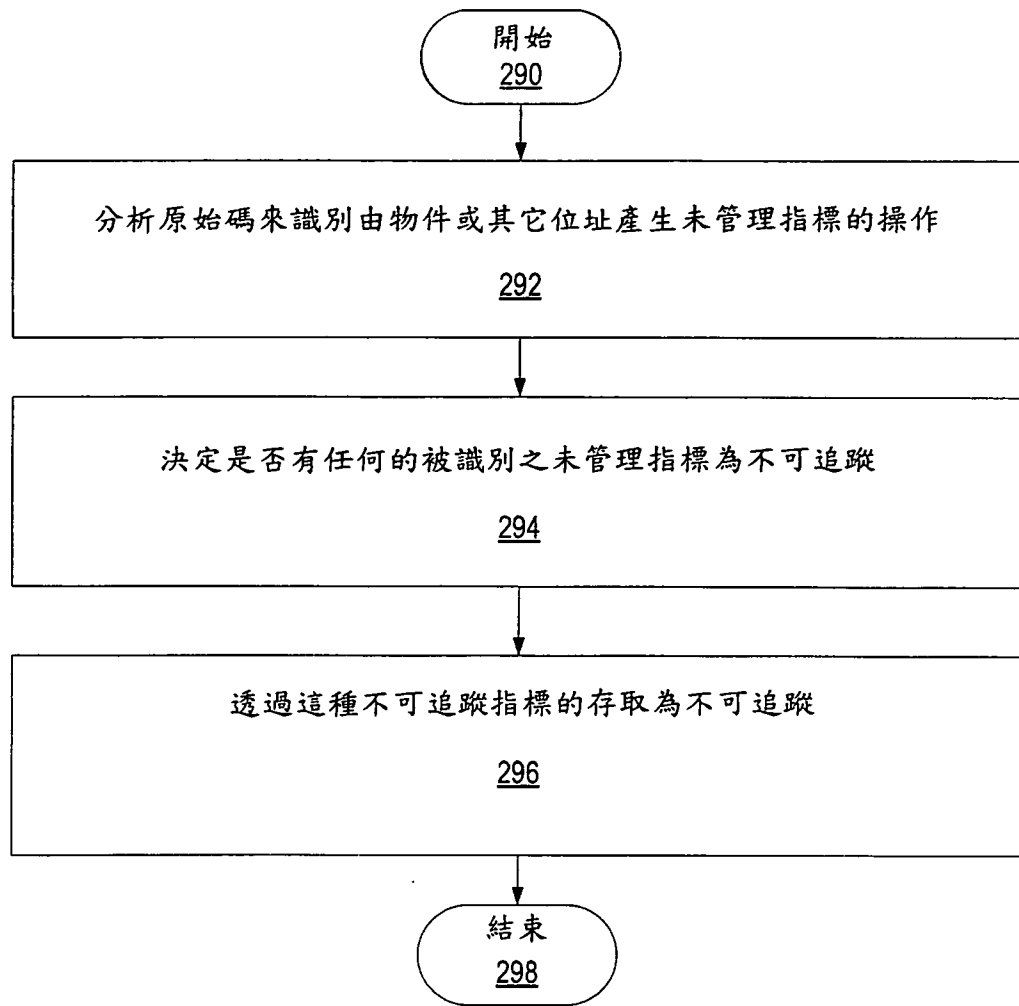 開始
290
分析原始碼來識別由物件或其它位址產生未管理指標的操作
292
決定是否有任何的被識別之未管理指標為不可追蹤
294
透過這種不可追蹤指標的存取為不可追蹤
296
結束
298